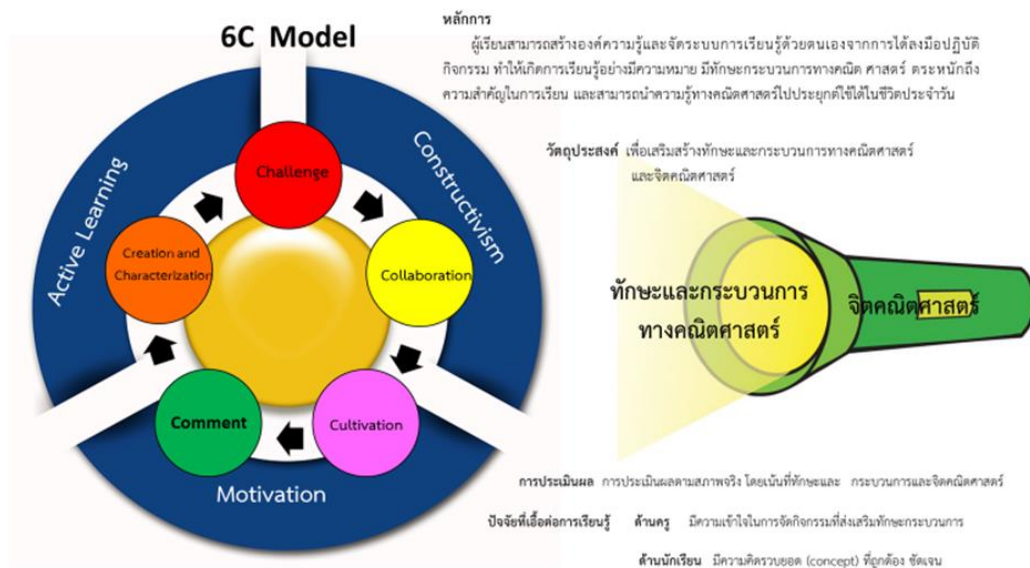 6C Model
Active Learning
Constructivism
Motivation
Challenge
Collaboration
Cultivation
Comment
Creation and
Characterization
หลักการ
ผู้เรียนสามารถสร้างองค์ความรู้และจัดระบบการเรียนรู้ด้วยตนเองจากการได้ลงมือปฏิบัติ
กิจกรรม ทำให้เกิดการเรียนรู้อย่างมีความหมาย มีทักษะกระบวนการทางคณิต ศาสตร์ ตระหนักถึง
ความสำคัญในการเรียน และสามารถนำความรู้ทางคณิตศาสตร์ไปประยุกต์ใช้ได้ในชีวิตประจำวัน
วัตถุประสงค์ เพื่อเสริมสร้างทักษะและกระบวนการทางคณิตศาสตร์
และจิตคณิตศาสตร์
ทักษะและกระบวนการ
ทางคณิตศาสตร์
จิตคณิตศาสตร์
การประเมินผล การประเมินผลตามสภาพจริง โดยเน้นที่ทักษะและ กระบวนการและจิตคณิตศาสตร์
ปัจจัยที่เอื้อต่อการเรียนรู้ ด้านครู มีความเข้าใจในการจัดกิจกรรมที่ส่งเสริมทักษะกระบวนการ
ด้านนักเรียน มีความคิดรวบยอด (concept) ที่ถูกต้อง ชัดเจน